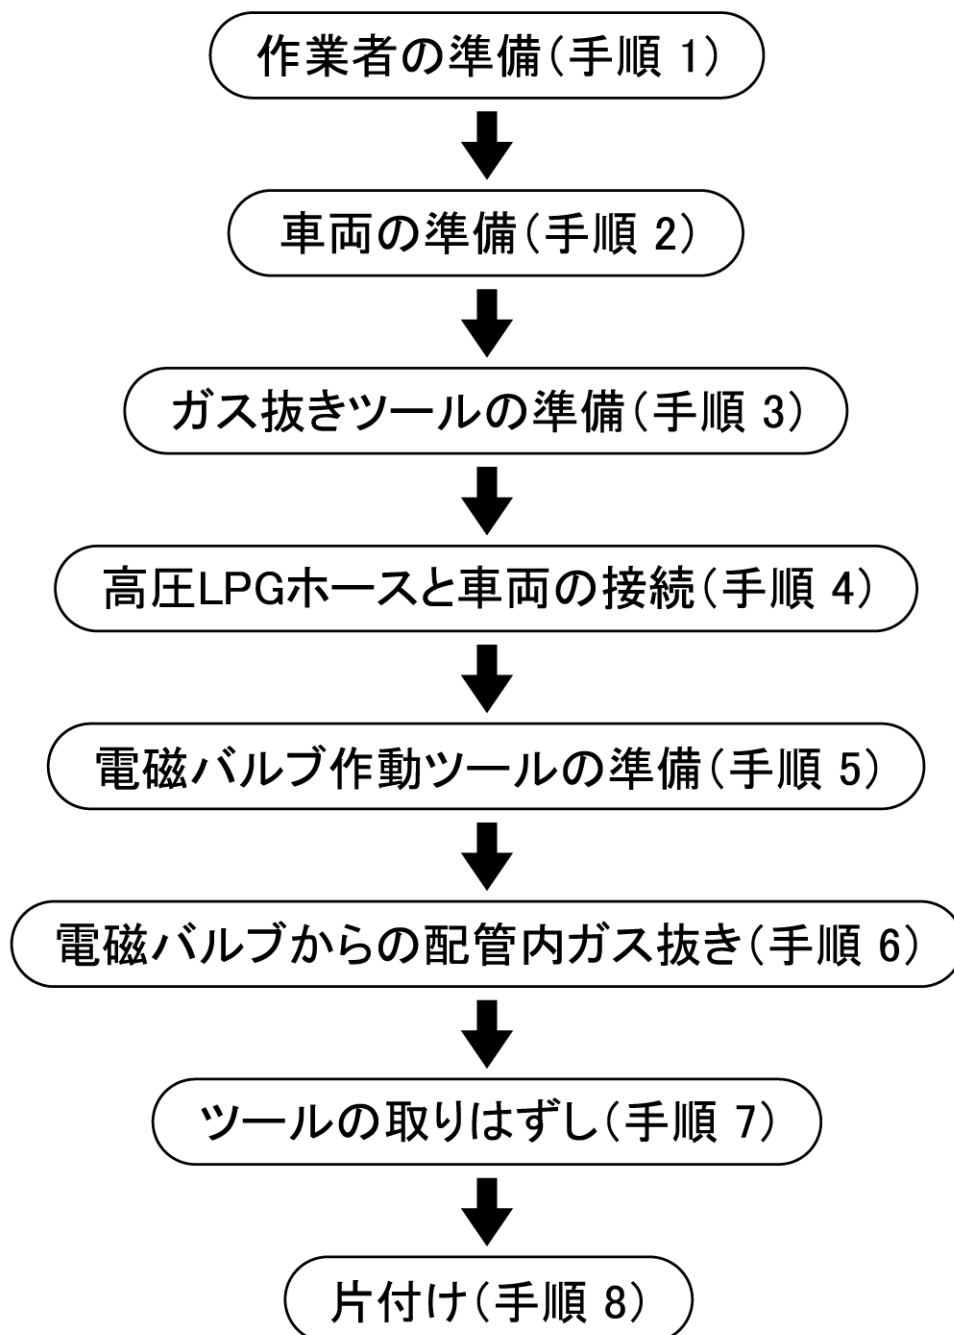 作業者の準備(手順 1)
車両の準備(手順 2)
ガス抜きツールの準備(手順 3)
高圧LPGホースと車両の接続(手順 4)
電磁バルブ作動ツールの準備(手順 5)
電磁バルブからの配管内ガス抜き(手順 6)
ツールの取りはずし(手順 7)
片付け(手順 8)